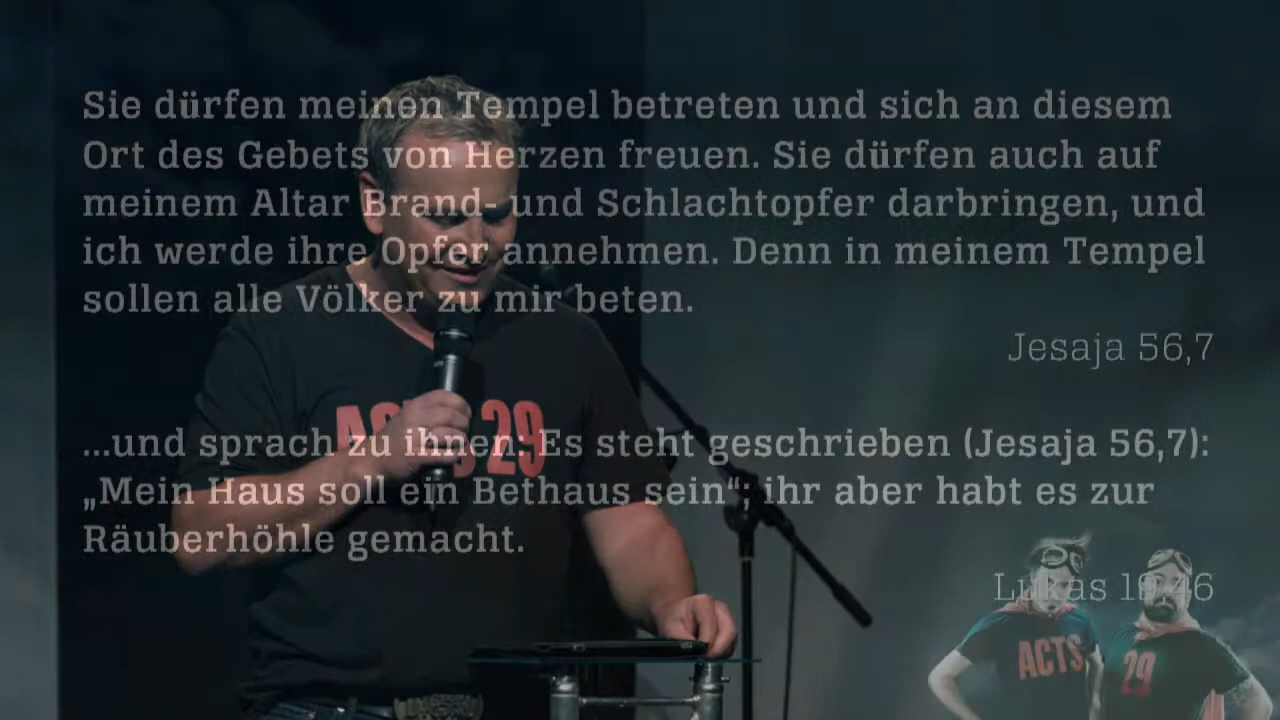 Sie dürfen meinen Tempel betreten und sich an diesem
Ort des Gebets von Herzen freuen. Sie dürfen auch auf
meinem Altar Brand- und Schlachtopfer darbringen, und
ich werde ihre Opfer annehmen. Denn in meinem Tempel
sollen alle Völker zu mir beten.
Jesaja 56,7
...und sprach zu ihnen: Es steht geschrieben (Jesaja 56,7):
„Mein Haus soll ein Bethaus sein“; ihr aber habt es zur
Räuberhöhle gemacht.
Lukas 19,46
ACTS 29
ACTS
29